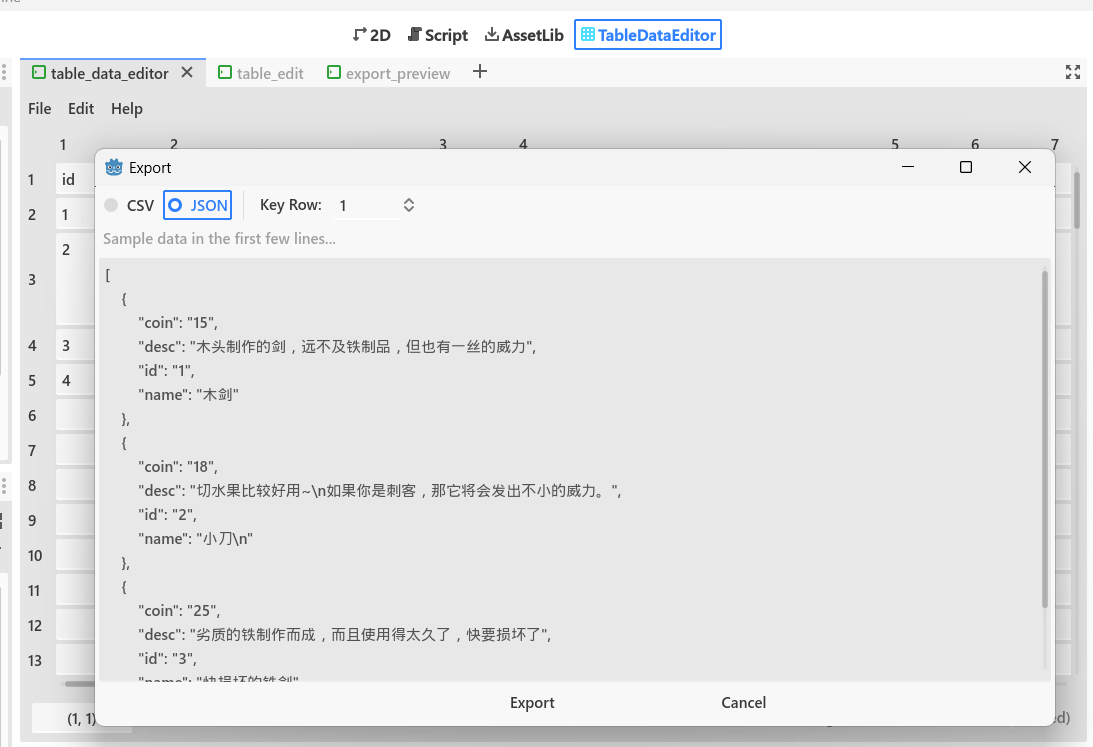 2D Script AssetLib TableDataEditor
table_data_editor table_edit export_preview
File Edit Help
1 2 3 4 5 6 7
Export
1 id
CSV JSON Key Row: 1
2 1
Sample data in the first few lines...
2
3
[
{
"coin": "15",
"desc": "木头制作的剑，远不及铁制品，但也有一丝的威力",
4 3
"id": "1",
5 4
"name": "木剑"
6
},
{
7
"coin": "18",
8
"desc": "切水果比较好用~\n如果你是刺客，那它将会发出不小的威力。",
9
"id": "2",
"name": "小刀\n"
10
},
{
11
"coin": "25",
12
"desc": "劣质的铁制作而成，而且使用得太久了，快要损坏了",
13
"id": "3",
"name": "快损坏的铁剑"
Export Cancel
(1, 1)